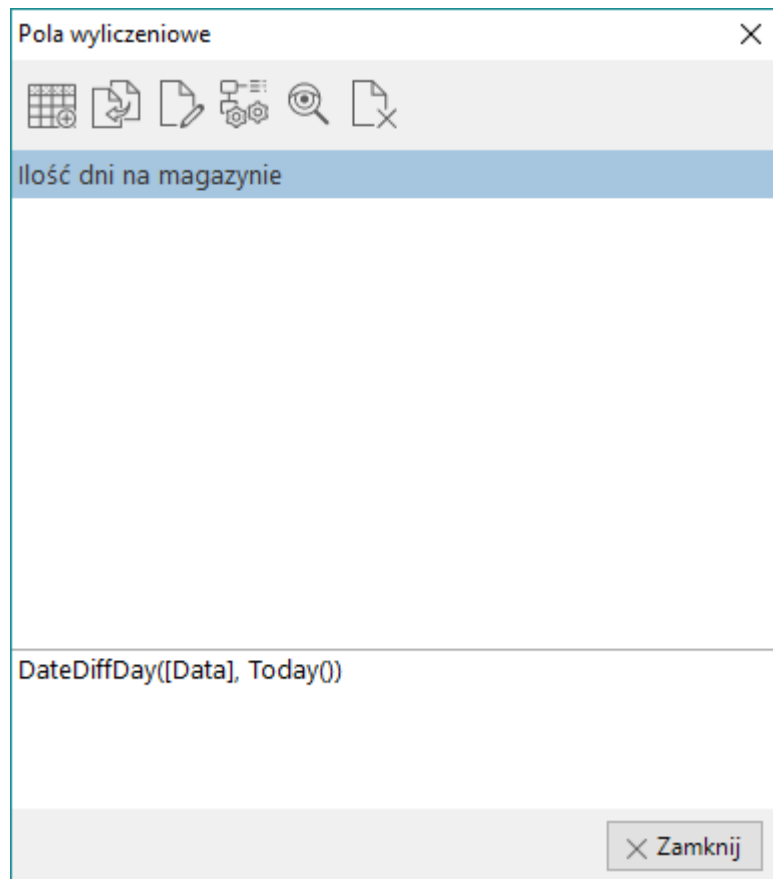 Pola wyliczeniowe
Ilość dni na magazynie
DateDiffDay([Data], Today())
Zamknij